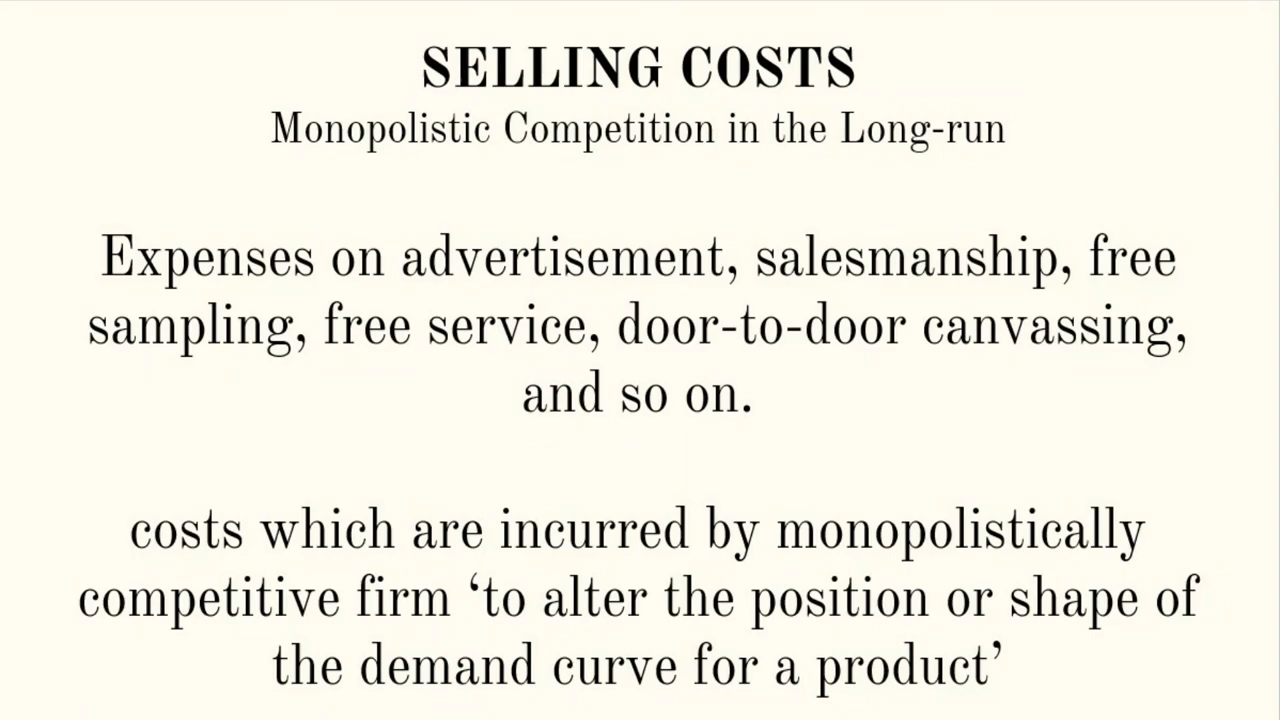 SELLING COSTS
Monopolistic Competition in the Long-run
Expenses on advertisement, salesmanship, free
sampling, free service, door-to-door canvassing,
and so on.
costs which are incurred by monopolistically
competitive firm ‘to alter the position or shape of
the demand curve for a product’